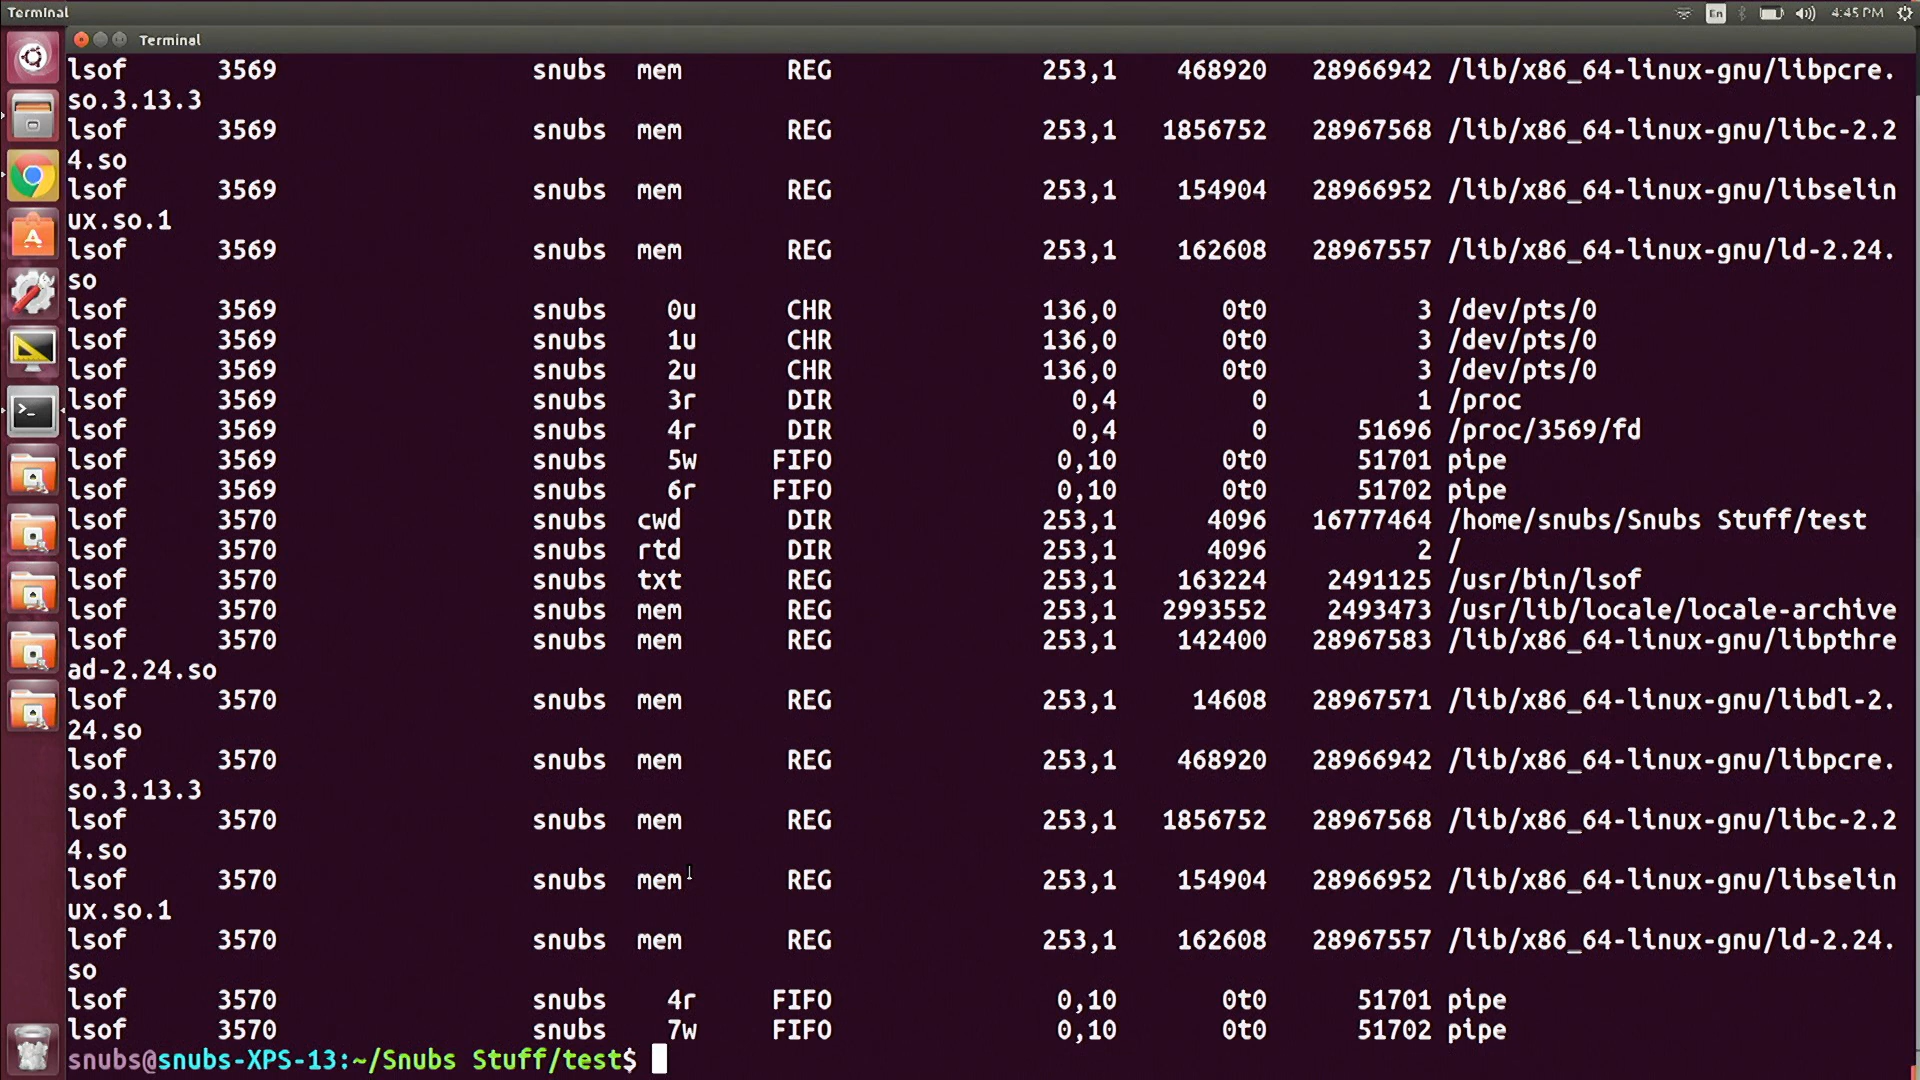 Terminal
En
4:45 PM
Terminal
lsof 3569 snubs mem REG 253,1 468920 28966942 /lib/x86_64-linux-gnu/libpcre.
so.3.13.3
lsof 3569 snubs mem REG 253,1 1856752 28967568 /lib/x86_64-linux-gnu/libc-2.2
4.so
lsof 3569 snubs mem REG 253,1 154904 28966952 /lib/x86_64-linux-gnu/libselin
ux.so.1
lsof 3569 snubs mem REG 253,1 162608 28967557 /lib/x86_64-linux-gnu/ld-2.24.
so
lsof 3569 snubs 0u CHR 136,0 0t0 3 /dev/pts/0
lsof 3569 snubs 1u CHR 136,0 0t0 3 /dev/pts/0
lsof 3569 snubs 2u CHR 136,0 0t0 3 /dev/pts/0
lsof 3569 snubs 3r DIR 0,4 0 1 /proc
lsof 3569 snubs 4r DIR 0,4 0 51696 /proc/3569/fd
lsof 3569 snubs 5w FIFO 0,10 0t0 51701 pipe
lsof 3569 snubs 6r FIFO 0,10 0t0 51702 pipe
lsof 3570 snubs cwd DIR 253,1 4096 16777464 /home/snubs/Snubs Stuff/test
lsof 3570 snubs rtd DIR 253,1 4096 2 /
lsof 3570 snubs txt REG 253,1 163224 2491125 /usr/bin/lsof
lsof 3570 snubs mem REG 253,1 2993552 2493473 /usr/lib/locale/locale-archive
lsof 3570 snubs mem REG 253,1 142400 28967583 /lib/x86_64-linux-gnu/libpthre
ad-2.24.so
lsof 3570 snubs mem REG 253,1 14608 28967571 /lib/x86_64-linux-gnu/libdl-2.
24.so
lsof 3570 snubs mem REG 253,1 468920 28966942 /lib/x86_64-linux-gnu/libpcre.
so.3.13.3
lsof 3570 snubs mem REG 253,1 1856752 28967568 /lib/x86_64-linux-gnu/libc-2.2
4.so
lsof 3570 snubs mem REG 253,1 154904 28966952 /lib/x86_64-linux-gnu/libselin
ux.so.1
lsof 3570 snubs mem REG 253,1 162608 28967557 /lib/x86_64-linux-gnu/ld-2.24.
so
lsof 3570 snubs 4r FIFO 0,10 0t0 51701 pipe
lsof 3570 snubs 7w FIFO 0,10 0t0 51702 pipe
snubs@snubs-XPS-13:~/Snubs Stuff/test$